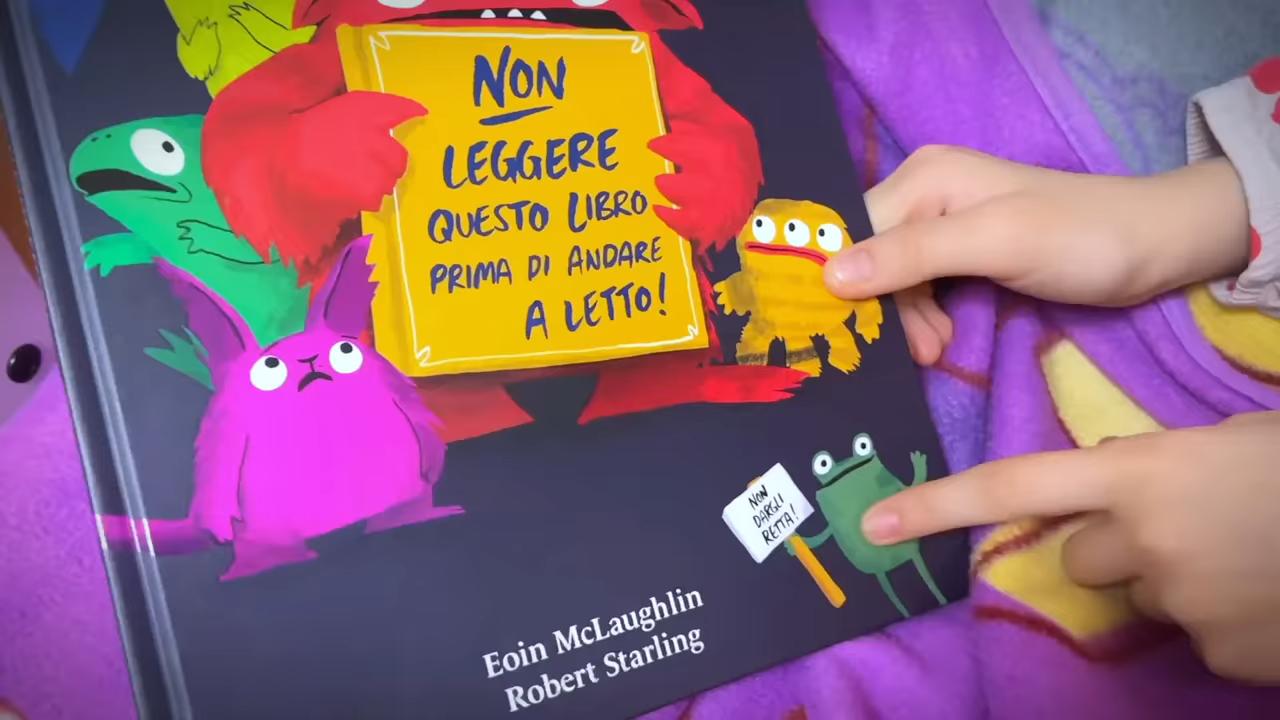 NON
LEGGERE
QUESTO LIBRO
PRIMA DI ANDARE
A LETTO!
NON
DARGLI
RETTA!
Eoin McLaughlin
Robert Starling